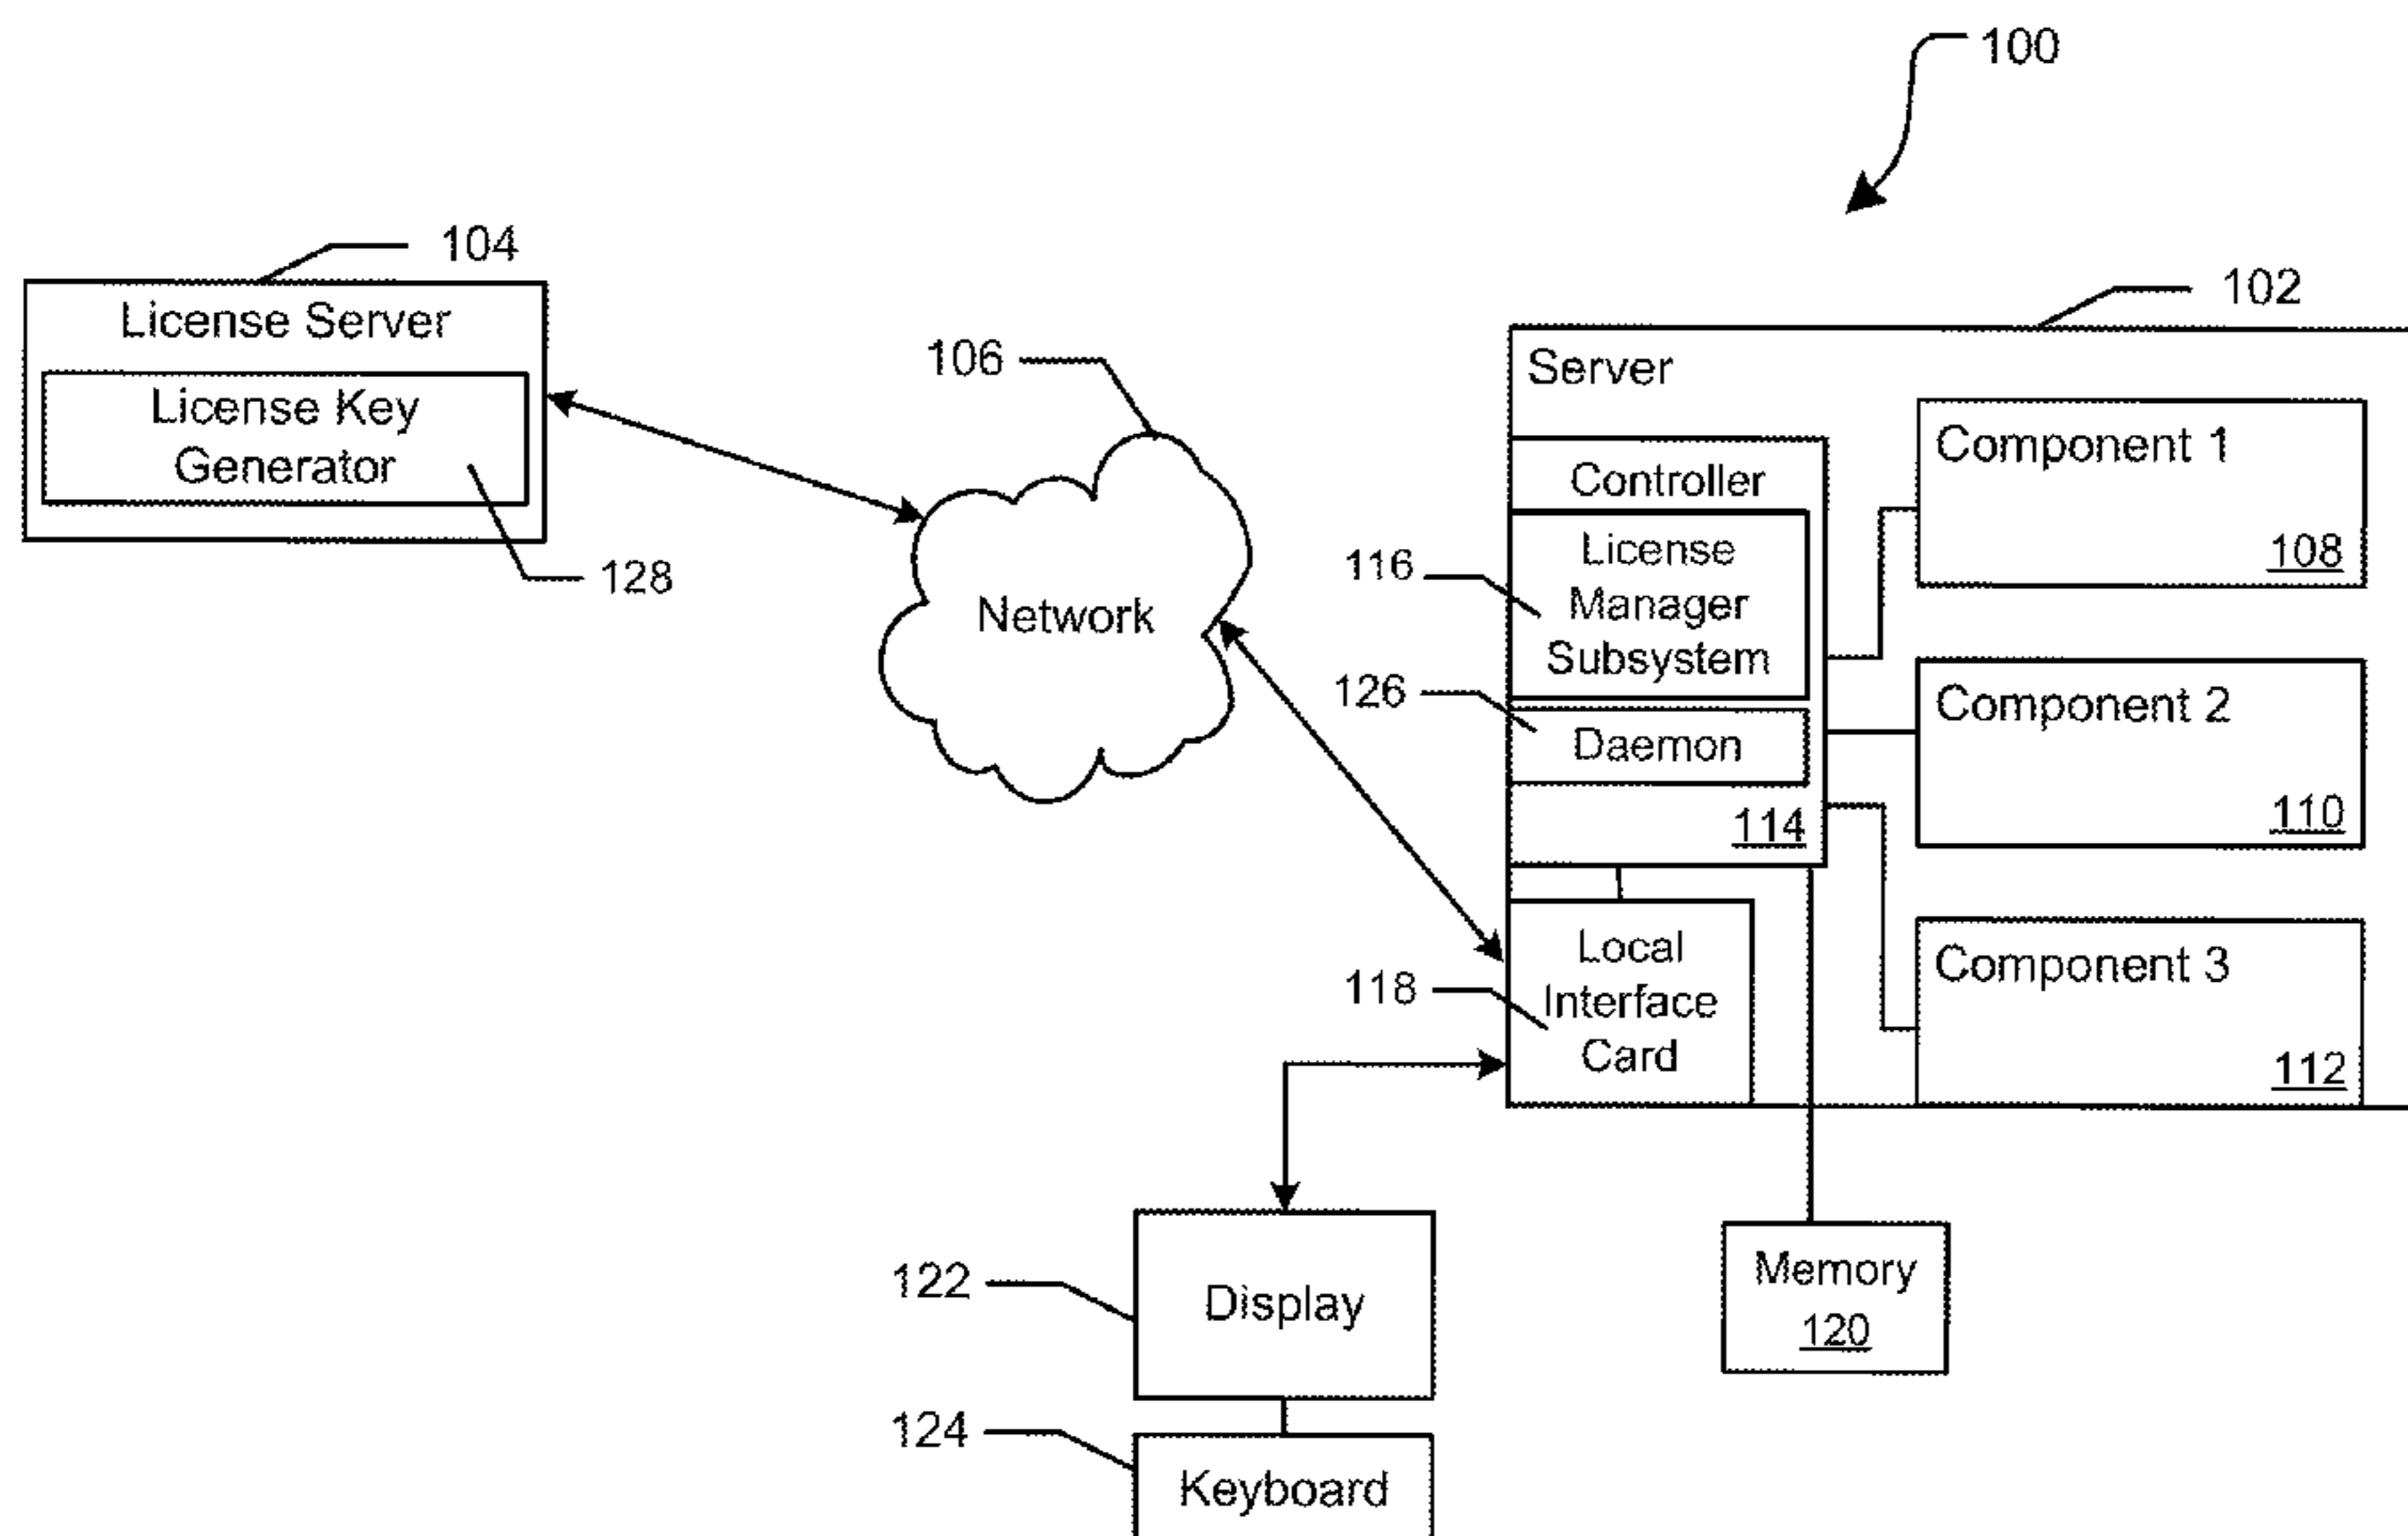 100
104
License Server
License Key
Generator
128
106
Network
102
Server
Controller
License
Manager
Subsystem
116
126
Daemon
114
Component 1
108
Component 2
110
Component 3
112
Local
Interface
Card
118
Memory
120
122
Display
124
Keyboard